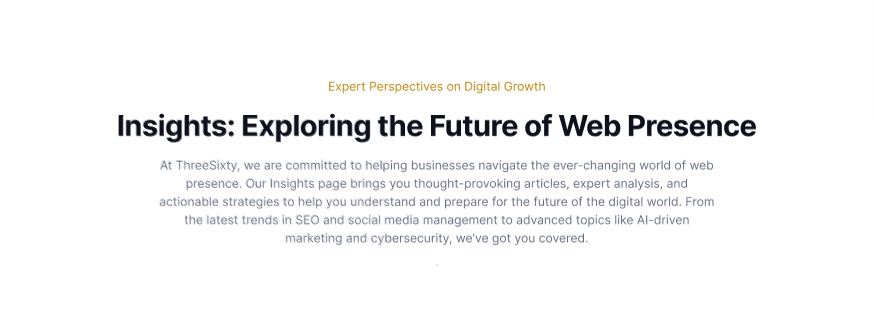 Expert Perspectives on Digital Growth
Insights: Exploring the Future of Web Presence
At ThreeSixty, we are committed to helping businesses navigate the ever-changing world of web
presence. Our Insights page brings you thought-provoking articles, expert analysis, and
actionable strategies to help you understand and prepare for the future of the digital world. From
the latest trends in SEO and social media management to advanced topics like AI-driven
marketing and cybersecurity, we've got you covered.